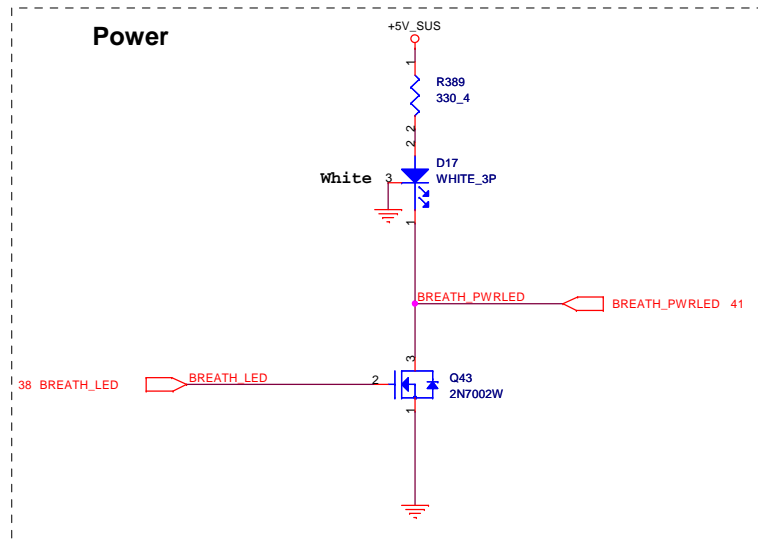 Power
+5V_SUS
1
R389
330_4
2
2
D17
White 3 WHITE_3P
1
BREATH_PWRLED
BREATH_PWRLED 41
3
38 BREATH_LED
BREATH_LED
2
Q43
2N7002W
1